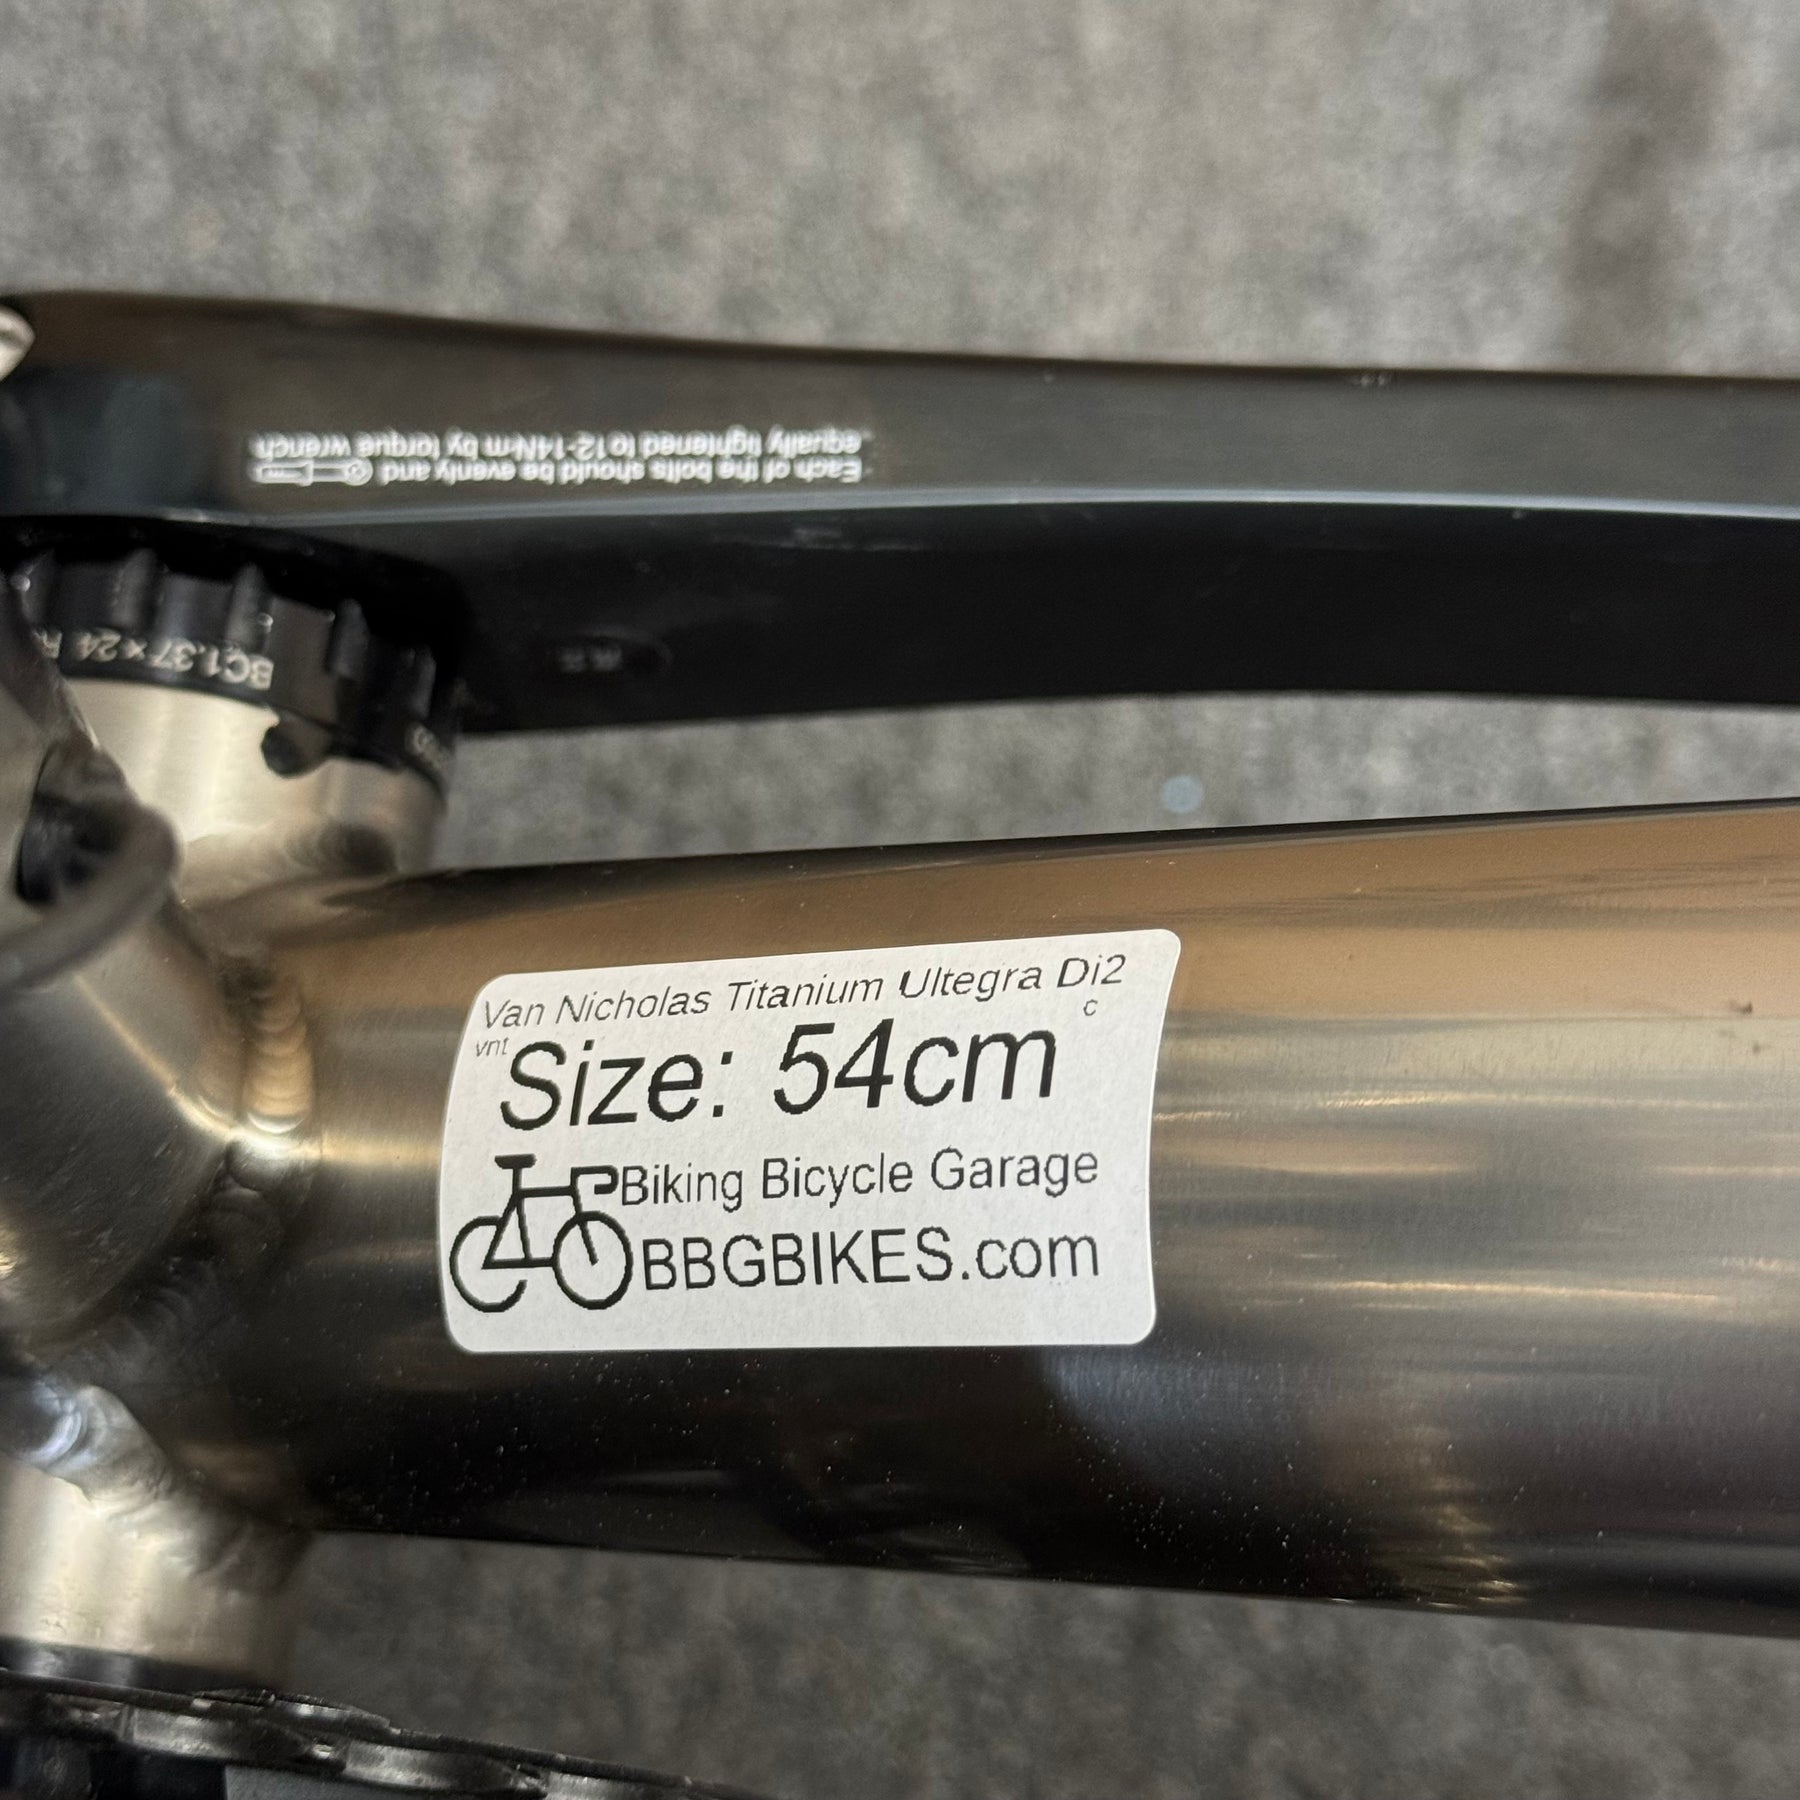 Each of the bolts should be evenly and
equally tightened to 12-14N·m by torque wrench
BC1.37×24
Van Nicholas Titanium Ultegra Di2
vnt
c
Size: 54cm
Biking Bicycle Garage
BBGBIKES.com